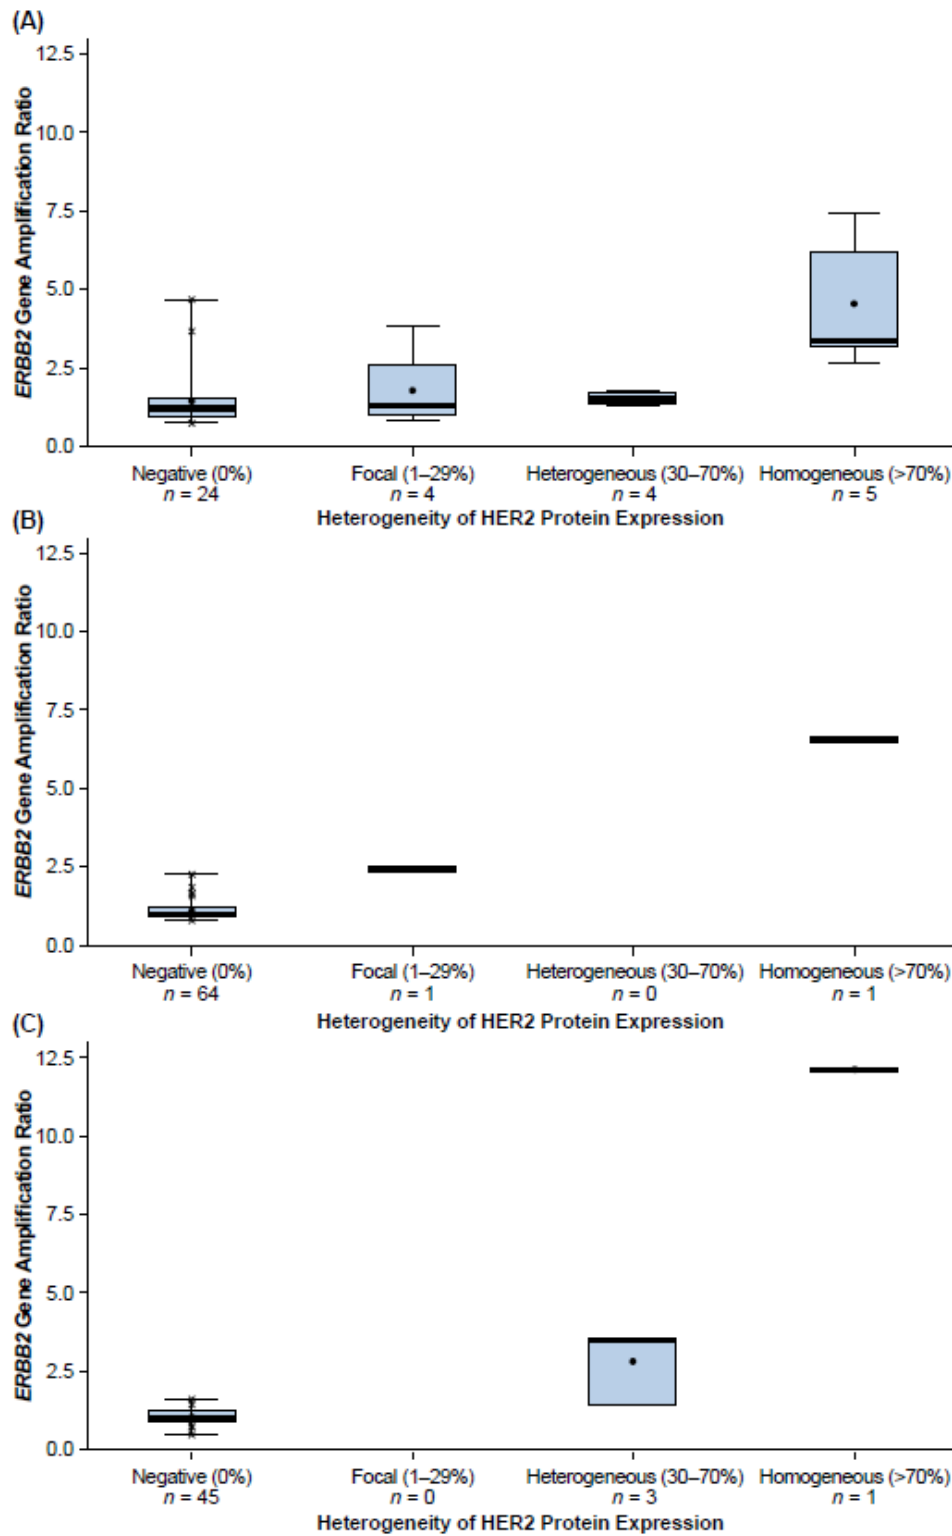 (A)
ERBB2 Gene Amplification Ratio
12.5
10.0
7.5
5.0
2.5
0.0
Negative (0%) Focal (1–29%) Heterogeneous (30–70%) Homogeneous (>70%)
n = 24 n = 4 n = 4 n = 5
Heterogeneity of HER2 Protein Expression
(B)
ERBB2 Gene Amplification Ratio
12.5
10.0
7.5
5.0
2.5
0.0
Negative (0%) Focal (1–29%) Heterogeneous (30–70%) Homogeneous (>70%)
n = 64 n = 1 n = 0 n = 1
Heterogeneity of HER2 Protein Expression
(C)
ERBB2 Gene Amplification Ratio
12.5
10.0
7.5
5.0
2.5
0.0
Negative (0%) Focal (1–29%) Heterogeneous (30–70%) Homogeneous (>70%)
n = 45 n = 0 n = 3 n = 1
Heterogeneity of HER2 Protein Expression